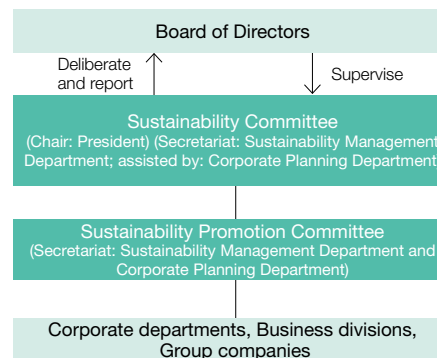 Board of Directors
Deliberate
and report
Supervise
Sustainability Committee
(Chair: President) (Secretariat: Sustainability Management
Department; assisted by: Corporate Planning Department
Sustainability Promotion Committee
(Secretariat: Sustainability Management Department and
Corporate Planning Department)
Corporate departments, Business divisions,
Group companies